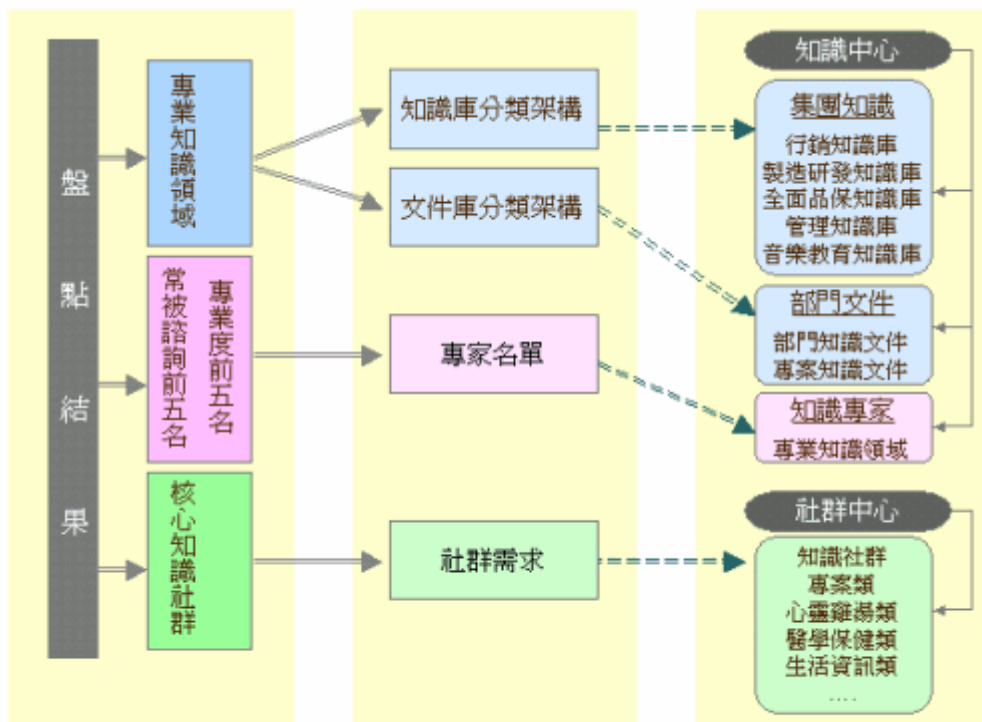 盤點結果
專業知識領域
專業度前五名
常被諮詢前五名
核心知識社群
知識庫分類架構
文件庫分類架構
專家名單
社群需求
知識中心
集團知識
行銷知識庫
製造研發知識庫
全面品保知識庫
管理知識庫
音樂教育知識庫
部門文件
部門知識文件
專案知識文件
知識專家
專業知識領域
社群中心
知識社群
專案類
心靈雞湯類
醫學保健類
生活資訊類
....